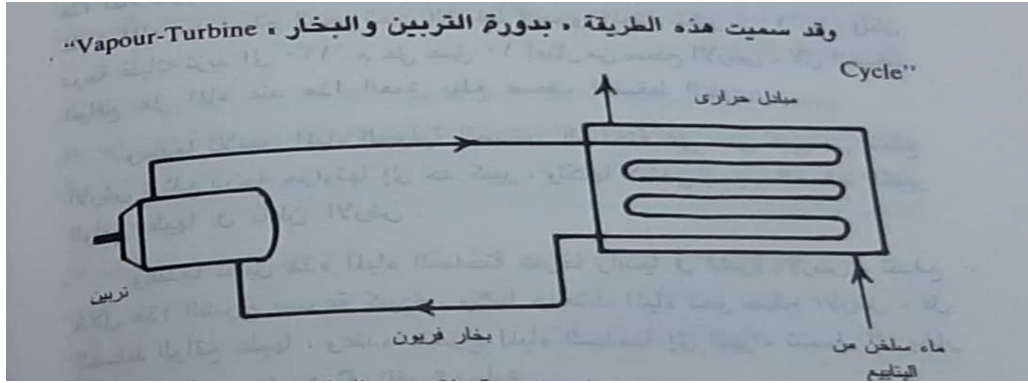 وقد سميت هذه الطريقة ، بدورة التربين والبخار ، "Vapour-Turbine
Cycle"
مبادل حرارى
تربين
بخار فريون
ماء ساخن من
الينابيع